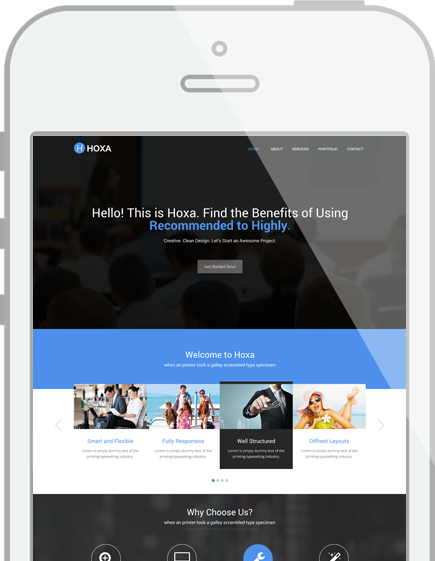 H HOXA
HOME ABOUT SERVICES PORTFOLIO CONTACT
Hello! This is Hoxa. Find the Benefits of Using
Recommended to Highly.
Creative. Clean Design. Let's Start an Awesome Project.
Get Started Now!
Welcome to Hoxa
when an printer took a galley scrambled type specimen
Smart and Flexible
Lorem is simply dummy text of the
printing typesetting industry.
Fully Responsive
Lorem is simply dummy text of the
printing typesetting industry.
Well Structured
Lorem is simply dummy text of the
printing typesetting industry.
Diffrent Layouts
Lorem is simply dummy text of the
printing typesetting industry.
Why Choose Us?
when an printer took a galley scrambled type specimen